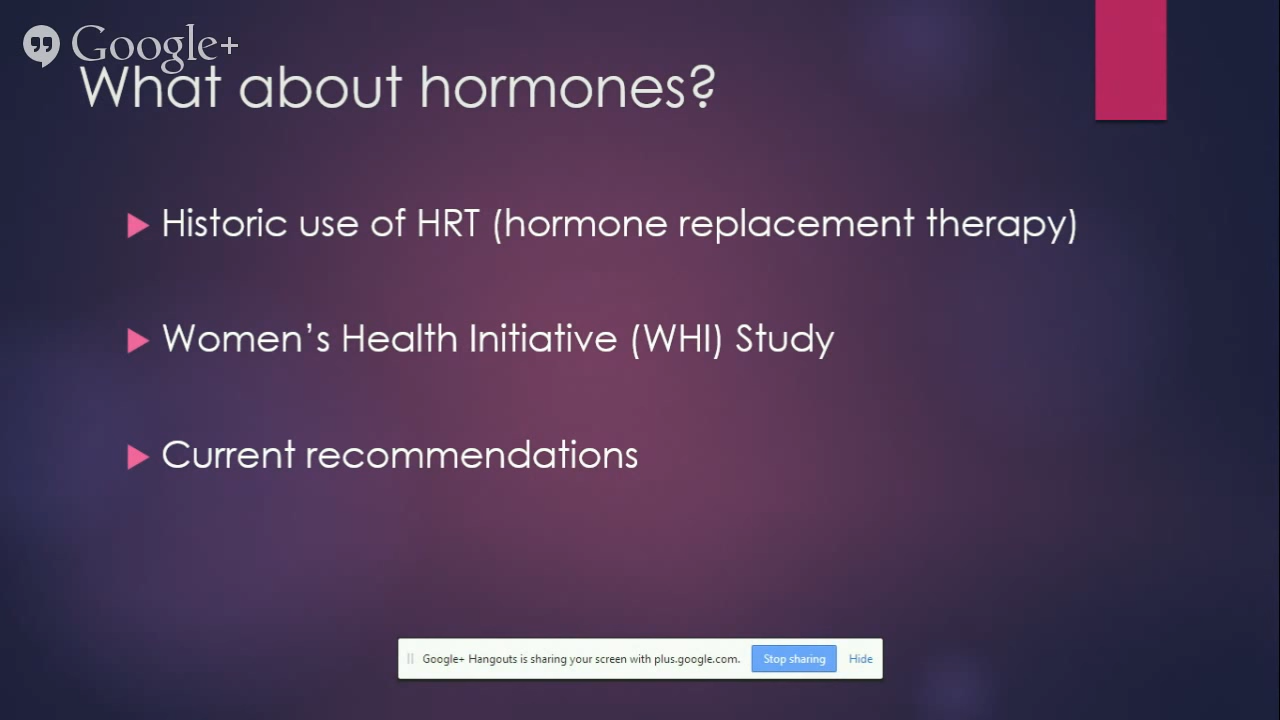 Google+
What about hormones?
Historic use of HRT (hormone replacement therapy)
Women's Health Initiative (WHI) Study
Current recommendations
Google+ Hangouts is sharing your screen with plus.google.com. Stop sharing Hide